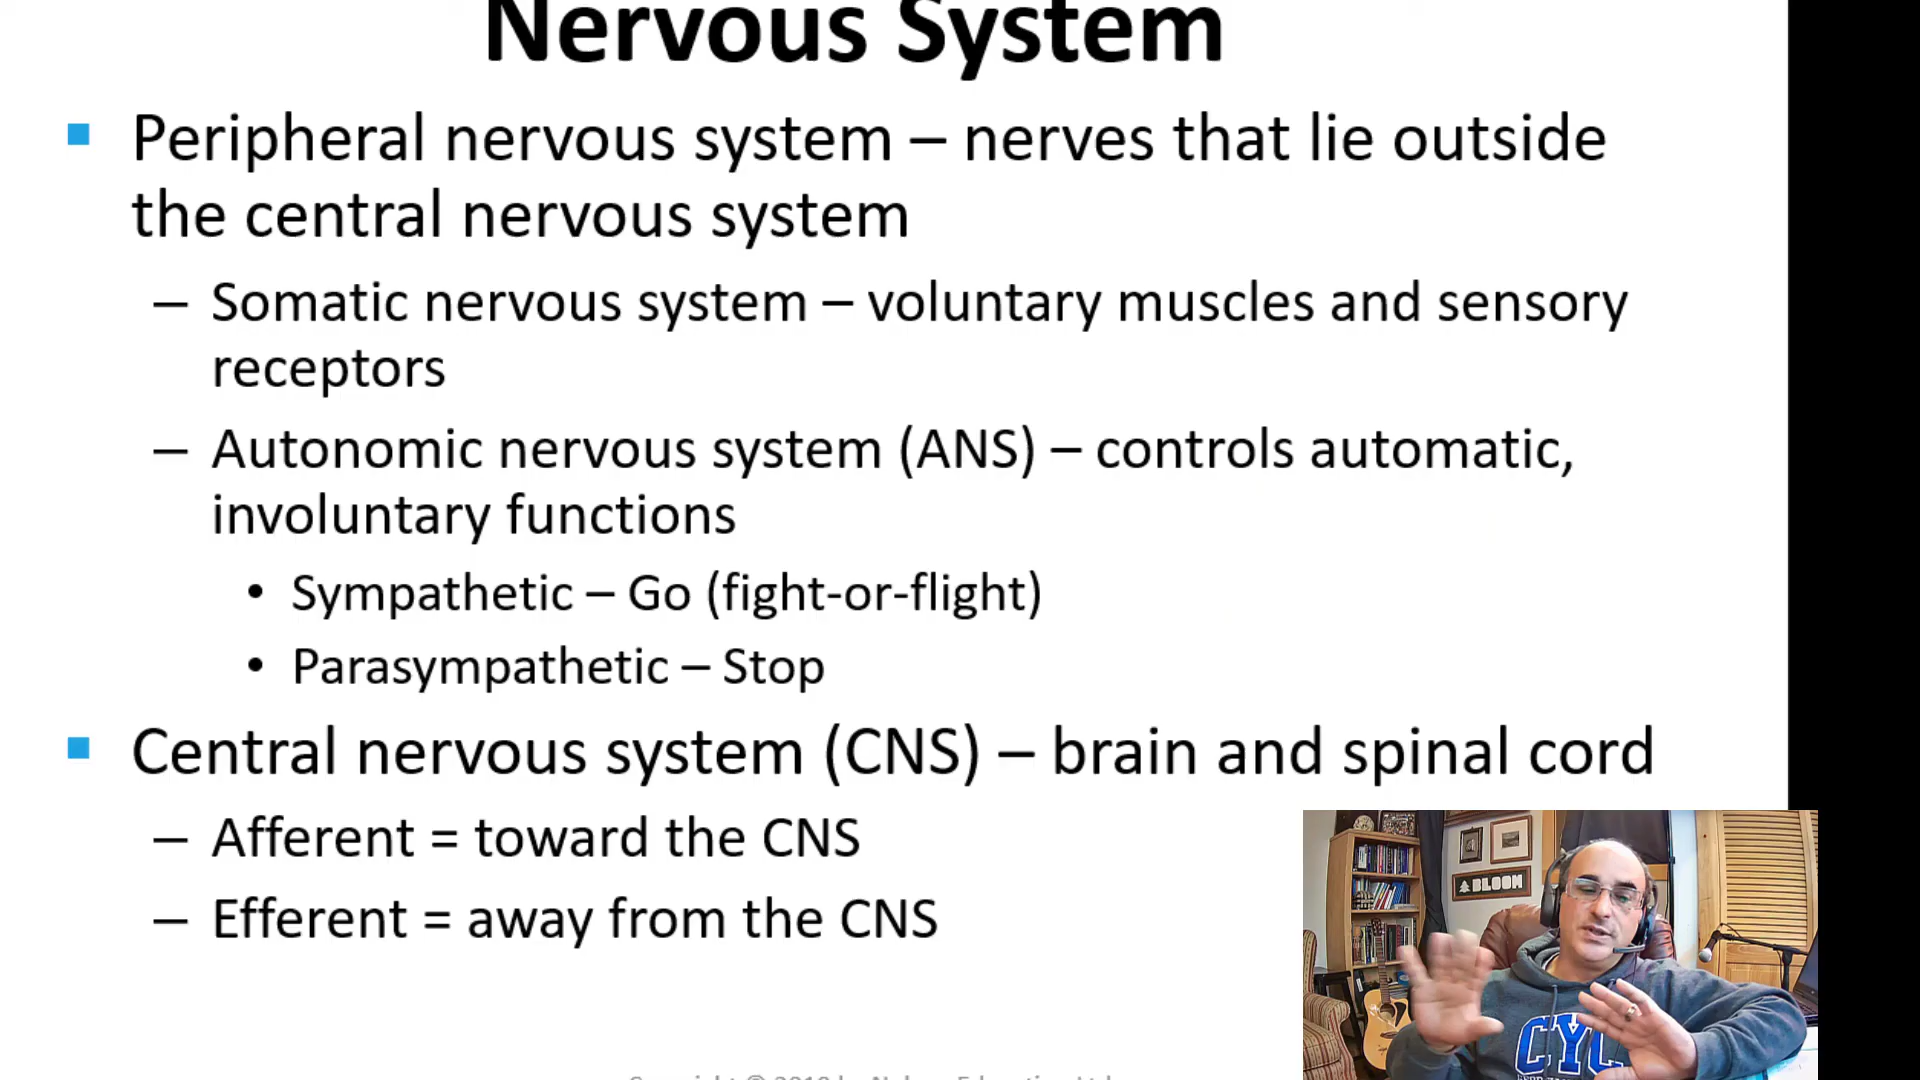 Nervous System
Peripheral nervous system – nerves that lie outside
the central nervous system
– Somatic nervous system – voluntary muscles and sensory
receptors
– Autonomic nervous system (ANS) – controls automatic,
involuntary functions
• Sympathetic – Go (fight-or-flight)
• Parasympathetic – Stop
Central nervous system (CNS) – brain and spinal cord
– Afferent = toward the CNS
– Efferent = away from the CNS
BLOOM
CYC